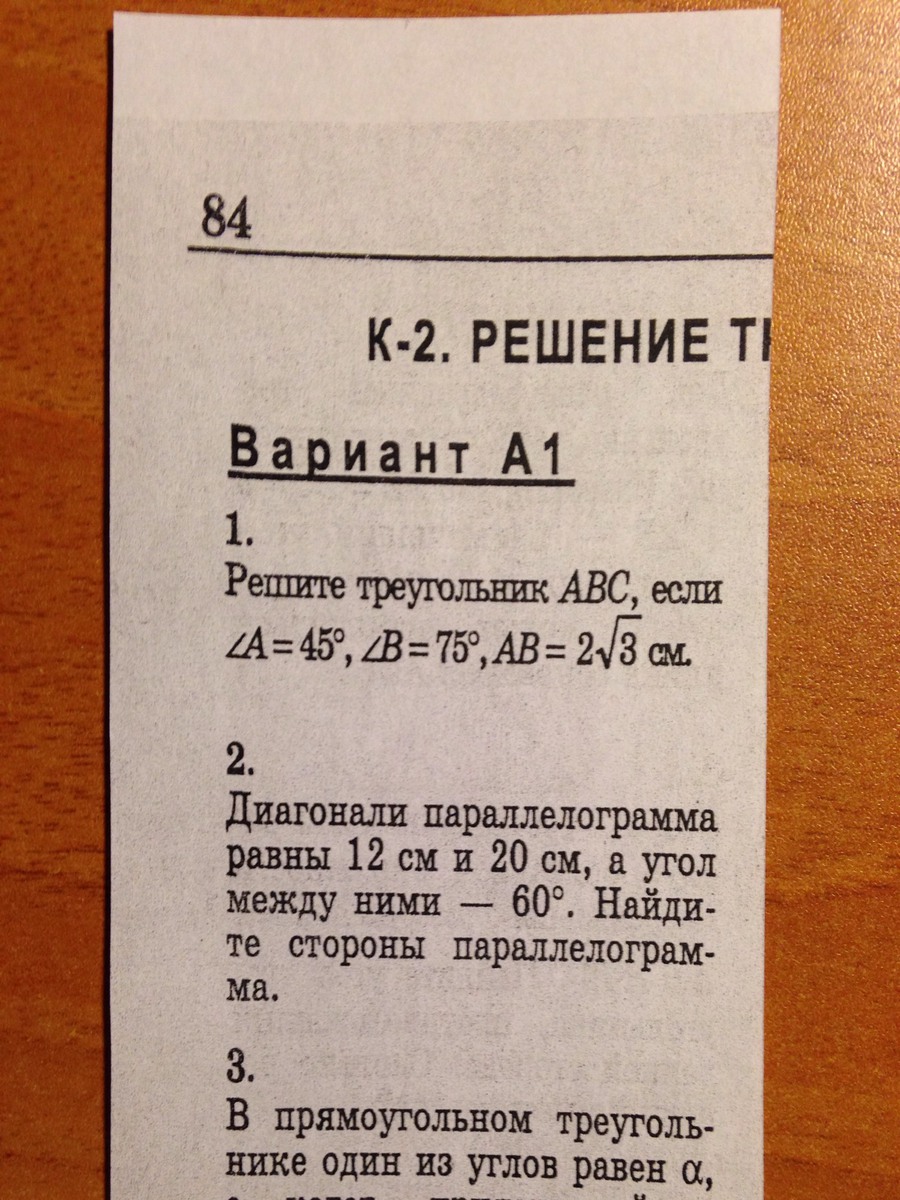 84
К-2. РЕШЕНИЕ
Вариант А1
1.
Решите треугольник ABC, если
∠A = 45°, ∠B = 75°, AB = 2√3 см.
2.
Диагонали параллелограмма
равны 12 см и 20 см, а угол
между ними — 60°. Найди-
те стороны параллелограм-
ма.
3.
В прямоугольном треуголь-
нике один из углов равен α,